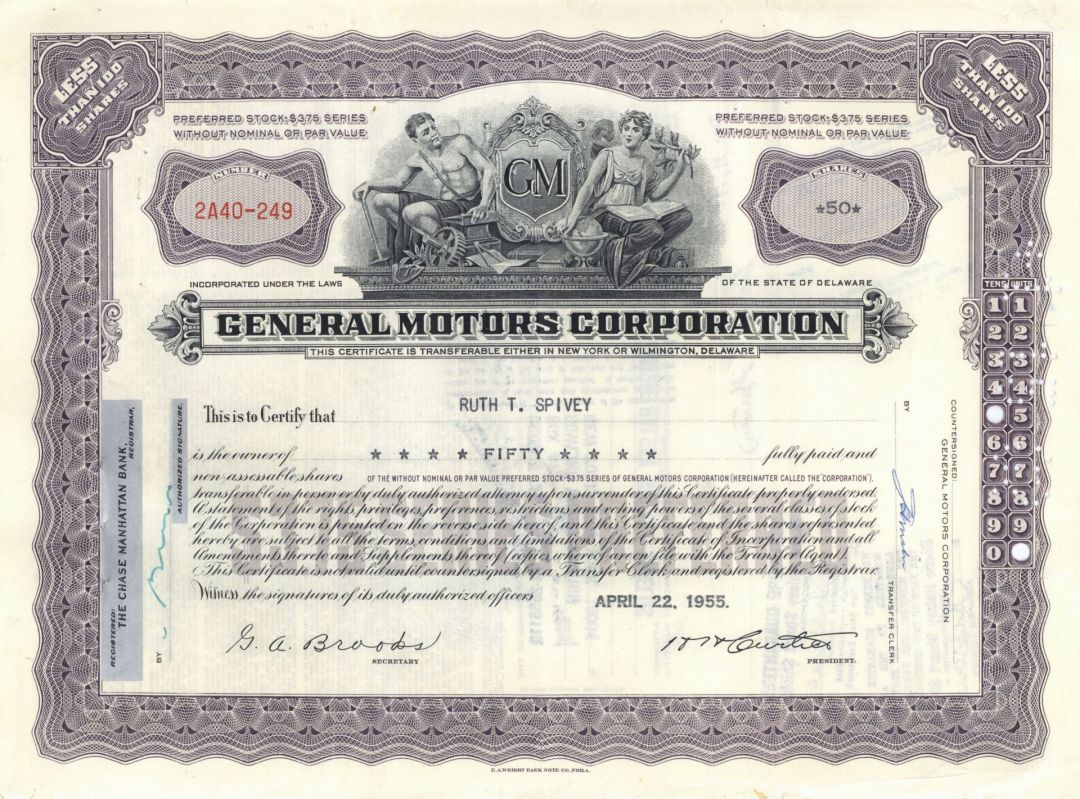 LESS
THAN 100
SHARES
LESS
THAN 100
SHARES
PREFERRED STOCK-$3.75 SERIES
WITHOUT NOMINAL OR PAR VALUE
PREFERRED STOCK-$3.75 SERIES
WITHOUT NOMINAL OR PAR VALUE
NUMBER
2A40-249
GM
SHARES
★50★
INCORPORATED UNDER THE LAWS
OF THE STATE OF DELAWARE
GENERAL MOTORS CORPORATION
THIS CERTIFICATE IS TRANSFERABLE EITHER IN NEW YORK OR WILMINGTON, DELAWARE
TENS UNITS
1 1
2 2
3 3
4 4
5
6 6
7 7
8 8
9 9
0
This is to Certify that RUTH T. SPIVEY
is the owner of ★ ★ ★ ★ FIFTY ★ ★ ★ ★ fully paid and
non-assessable shares OF THE WITHOUT NOMINAL OR PAR VALUE PREFERRED STOCK-$3.75 SERIES OF GENERAL MOTORS CORPORATION (HEREINAFTER CALLED THE "CORPORATION"),
transferable in person or by duly authorized attorney upon surrender of this Certificate properly endorsed.
A statement of the rights, privileges, preferences, restrictions and voting powers of the several classes of stock
of the Corporation is printed on the reverse side hereof, and this Certificate and the shares represented
hereby are subject to all the terms, conditions and limitations of the Certificate of Incorporation and all
Amendments thereto and Supplements thereof, copies whereof are on file with the Transfer Agent.
This Certificate is not valid until countersigned by a Transfer Clerk and registered by the Registrar.
Witness the signatures of its duly authorized officers
APRIL 22, 1955.
G. A. Brooks
SECRETARY
H H Curtice
PRESIDENT.
REGISTERED:
THE CHASE MANHATTAN BANK,
REGISTRAR,
BY
AUTHORIZED SIGNATURE.
COUNTERSIGNED:
GENERAL MOTORS CORPORATION
BY
TRANSFER CLERK
E. A. WRIGHT BANK NOTE CO., PHILA.